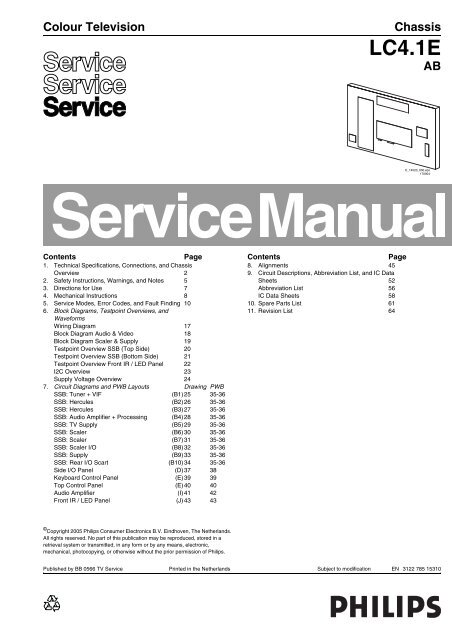 Colour Television
Chassis
LC4.1E
AB
Service
Service
Service
Service Manual
Contents Page
1. Technical Specifications, Connections, and Chassis
Overview 2
2. Safety Instructions, Warnings, and Notes 5
3. Directions for Use 7
4. Mechanical Instructions 8
5. Service Modes, Error Codes, and Fault Finding 10
6. Block Diagrams, Testpoint Overviews, and
Waveforms
Wiring Diagram 17
Block Diagram Audio & Video 18
Block Diagram Scaler & Supply 19
Testpoint Overview SSB (Top Side) 20
Testpoint Overview SSB (Bottom Side) 21
Testpoint Overview Front IR / LED Panel 22
I2C Overview 23
Supply Voltage Overview 24
7. Circuit Diagrams and PWB Layouts Drawing PWB
SSB: Tuner + VIF (B1) 25 35-36
SSB: Hercules (B2) 26 35-36
SSB: Hercules (B3) 27 35-36
SSB: Audio Amplifier + Processing (B4) 28 35-36
SSB: TV Supply (B5) 29 35-36
SSB: Scaler (B6) 30 35-36
SSB: Scaler (B7) 31 35-36
SSB: Scaler I/O (B8) 32 35-36
SSB: Supply (B9) 33 35-36
SSB: Rear I/O Scart (B10) 34 35-36
Side I/O Panel (D) 37 38
Keyboard Control Panel (E) 39 39
Top Control Panel (E) 40 40
Audio Amplifier (I) 41 42
Front IR / LED Panel (J) 43 43
Contents Page
8. Alignments 45
9. Circuit Descriptions, Abbreviation List, and IC Data
Sheets 52
Abbreviation List 56
IC Data Sheets 58
10. Spare Parts List 61
11. Revision List 64
©Copyright 2005 Philips Consumer Electronics B.V. Eindhoven, The Netherlands.
All rights reserved. No part of this publication may be reproduced, stored in a
retrieval system or transmitted, in any form or by any means, electronic,
mechanical, photocopying, or otherwise without the prior permission of Philips.
Published by BB 0566 TV Service Printed in the Netherlands Subject to modification EN 3122 785 15310
PHILIPS